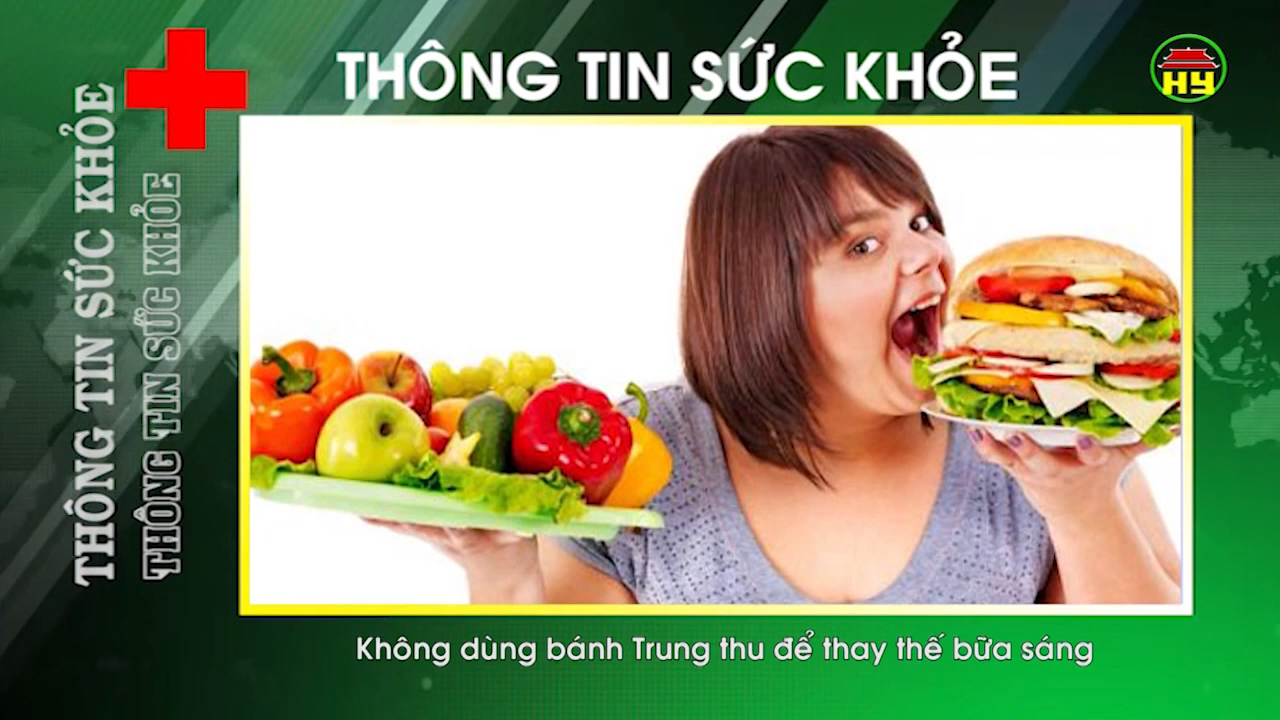 THÔNG TIN SỨC KHỎE
HY
THÔNG TIN SỨC KHỎE
THÔNG TIN SỨC KHỎE
Không dùng bánh Trung thu để thay thế bữa sáng